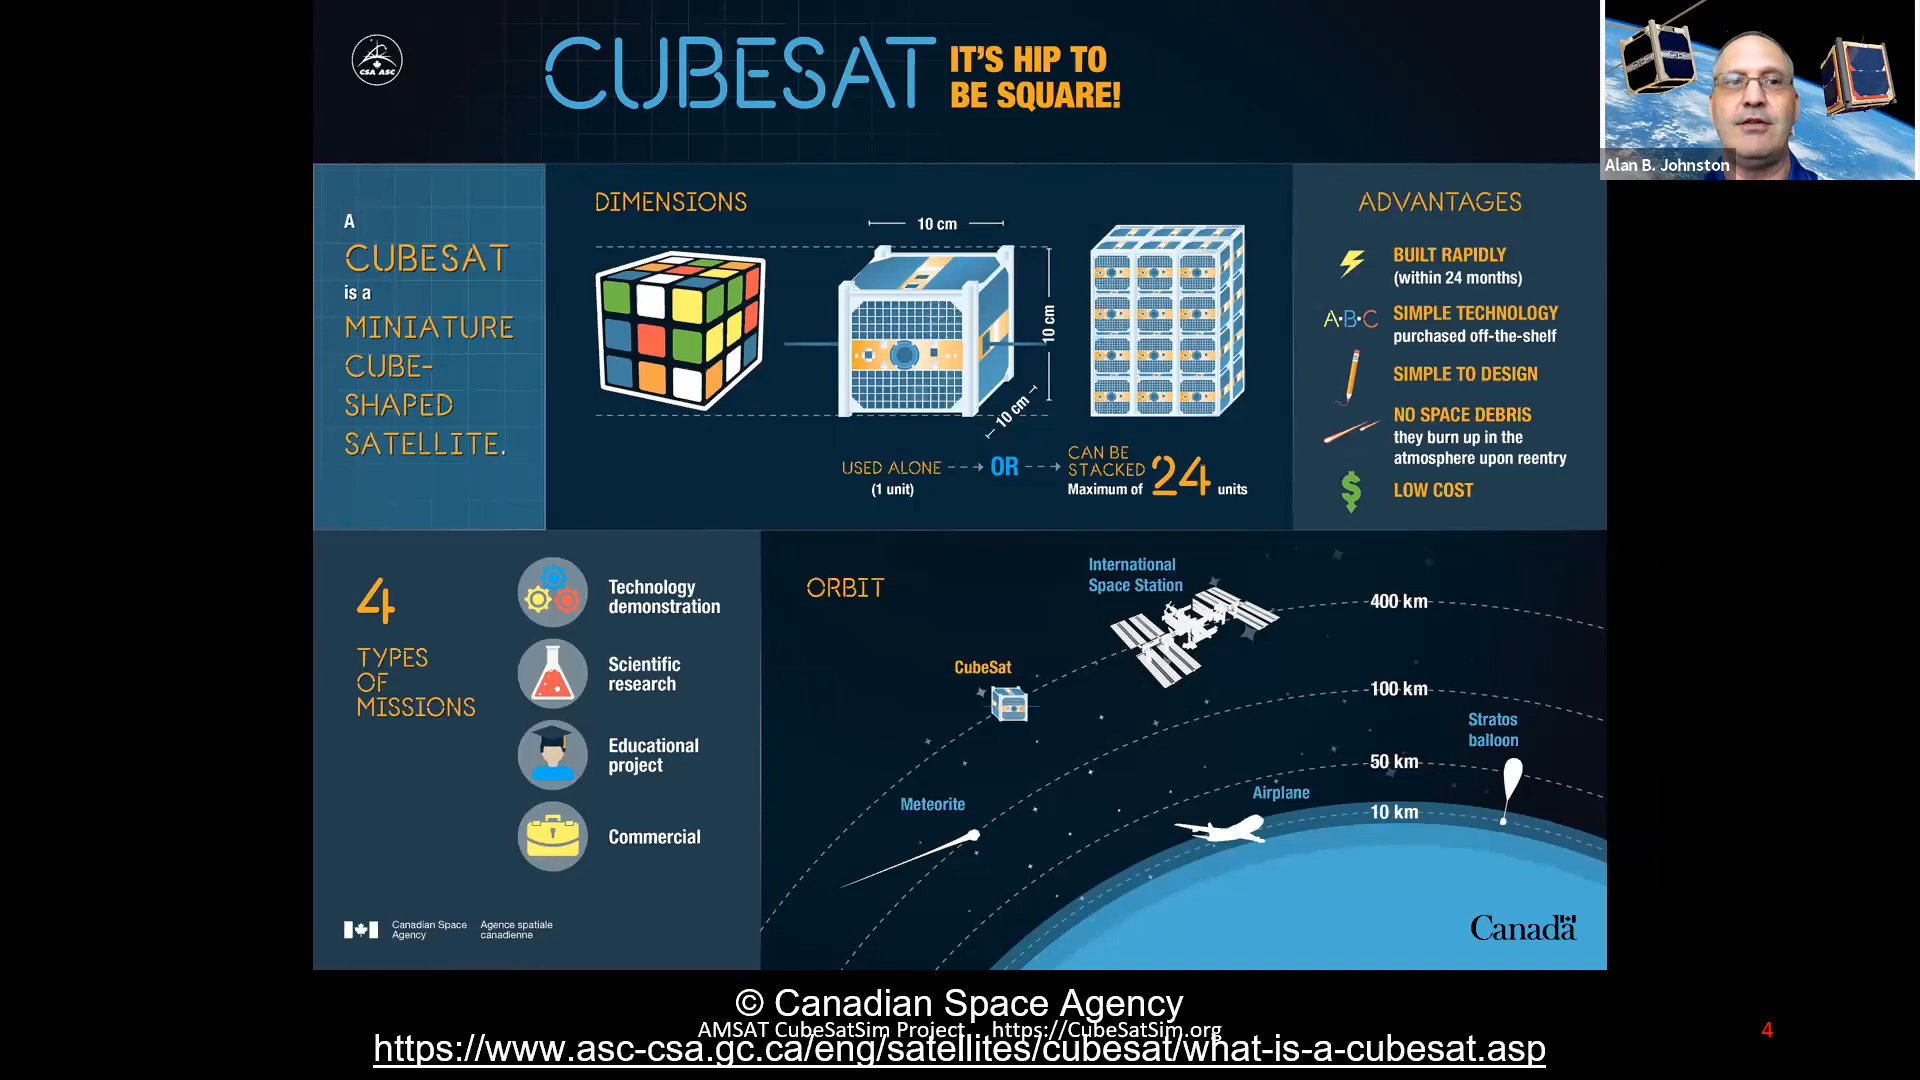 CSA ASC
CUBESAT
IT'S HIP TO
BE SQUARE!
Alan B. Johnston
A
CUBESAT
is a
MINIATURE
CUBE-
SHAPED
SATELLITE.
DIMENSIONS
10 cm
10 cm
10 cm
USED ALONE
(1 unit)
OR
CAN BE
STACKED
Maximum of 24 units
ADVANTAGES
BUILT RAPIDLY
(within 24 months)
A·B·C
SIMPLE TECHNOLOGY
purchased off-the-shelf
SIMPLE TO DESIGN
NO SPACE DEBRIS
they burn up in the
atmosphere upon reentry
$
LOW COST
4
TYPES
OF
MISSIONS
Technology
demonstration
Scientific
research
Educational
project
Commercial
Canadian Space
Agency
Agence spatiale
canadienne
ORBIT
International
Space Station
400 km
CubeSat
100 km
Stratos
balloon
50 km
Airplane
Meteorite
10 km
Canada
© Canadian Space Agency
AMSAT CubeSatSim Project https://CubeSatSim.org
4
https://www.asc-csa.gc.ca/eng/satellites/cubesat/what-is-a-cubesat.asp